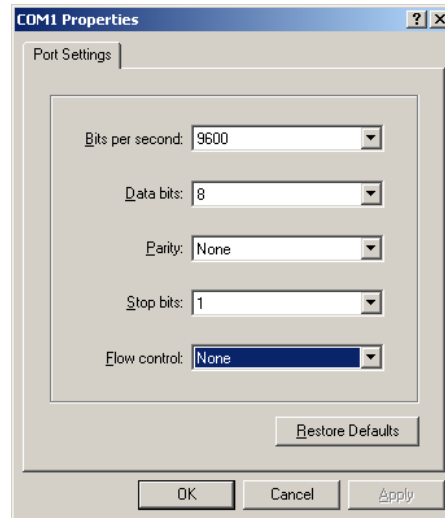 COM1 Properties
Port Settings
Bits per second: 9600
Data bits: 8
Parity: None
Stop bits: 1
Flow control: None
Restore Defaults
OK Cancel Apply